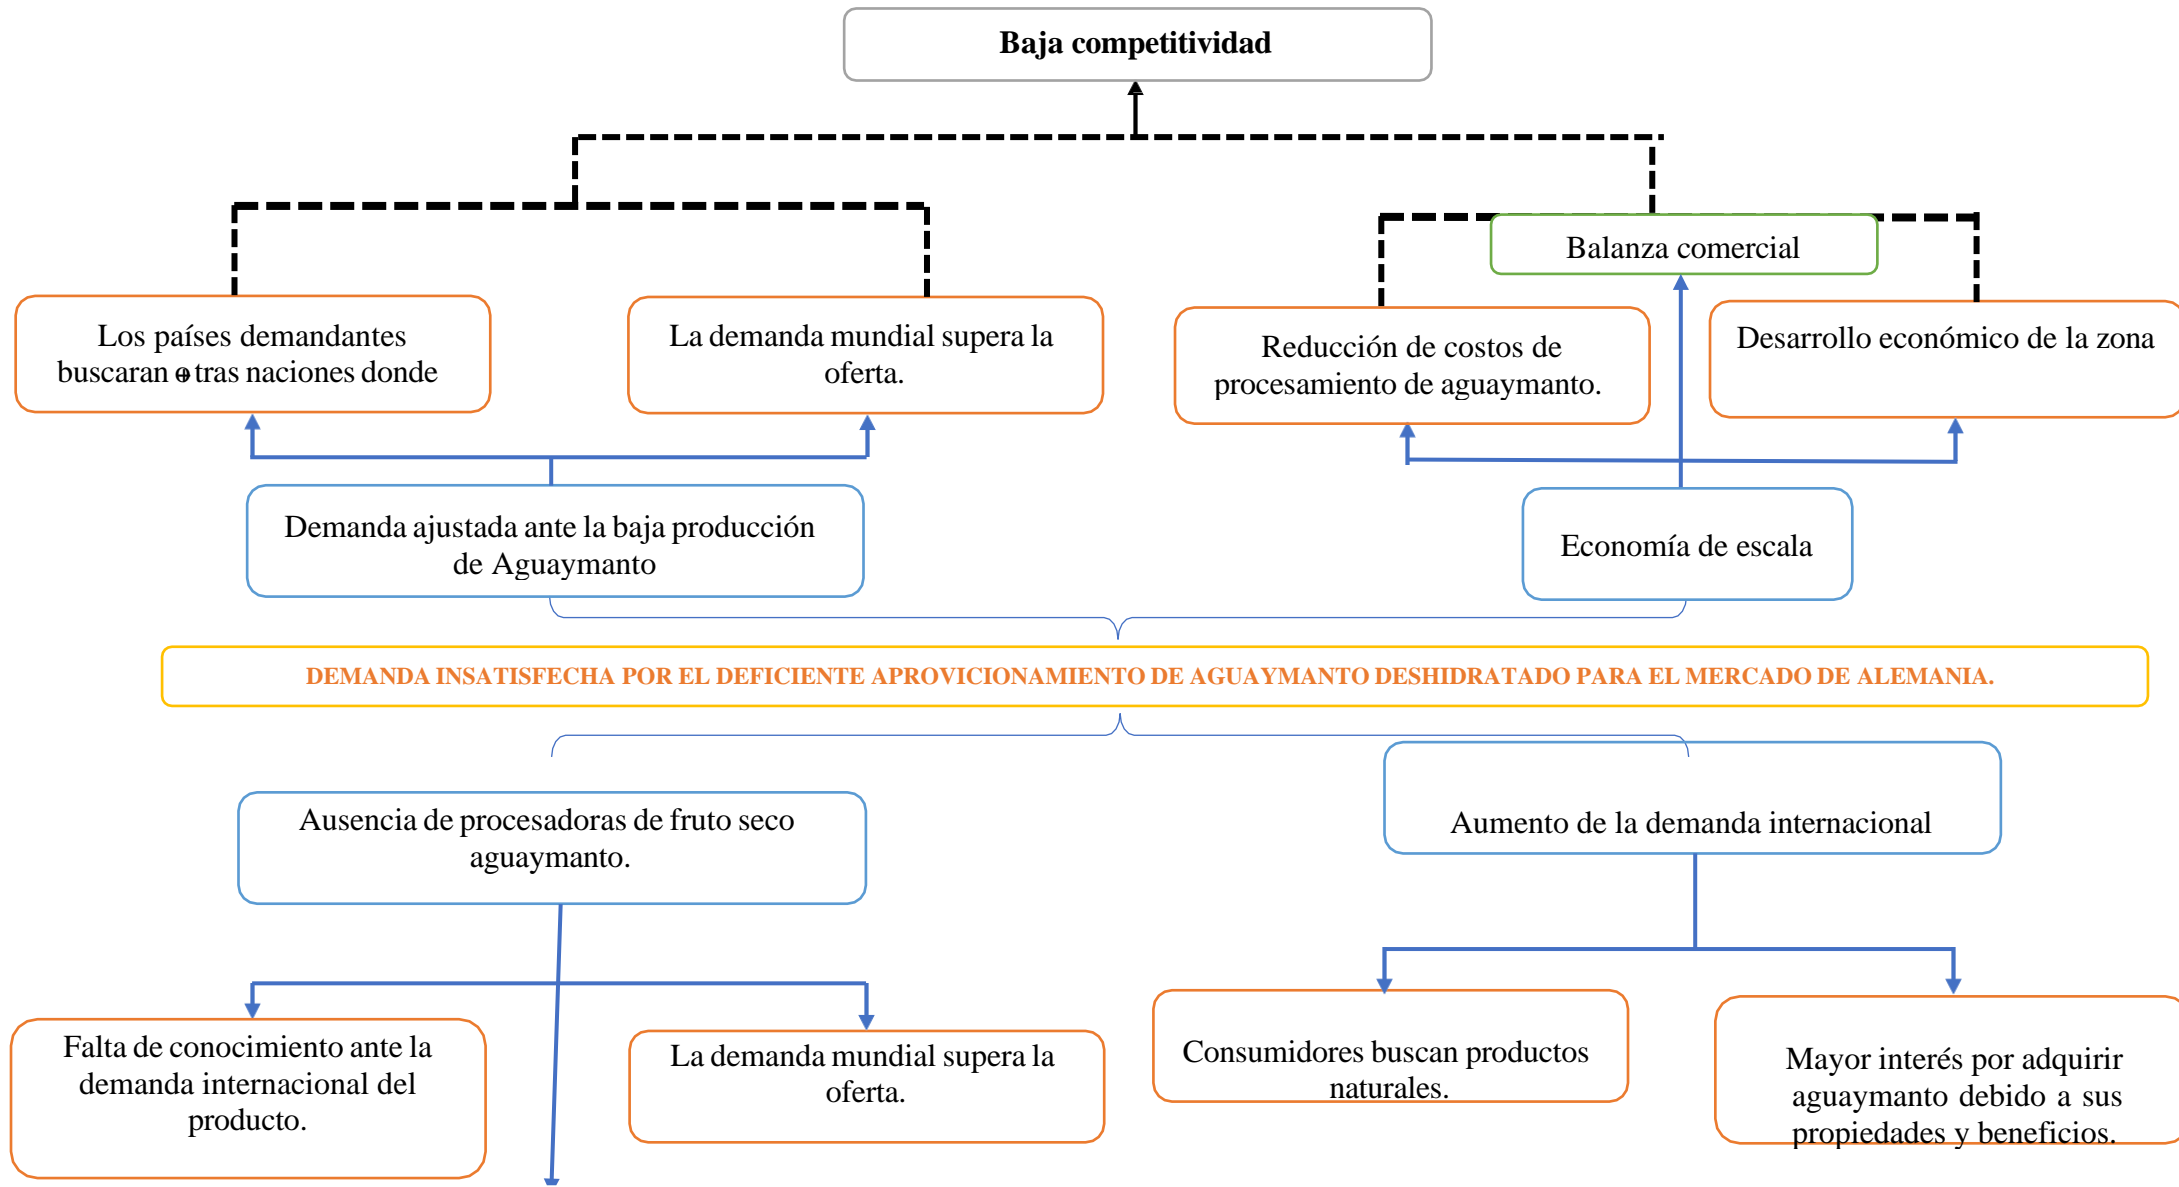 Baja competitividad
Balanza comercial
Los países demandantes
buscaran otras naciones donde
La demanda mundial supera la
oferta.
Reducción de costos de
procesamiento de aguaymanto.
Desarrollo económico de la zona
Demanda ajustada ante la baja producción
de Aguaymanto
Economía de escala
DEMANDA INSATISFECHA POR EL DEFICIENTE APROVICIONAMIENTO DE AGUAYMANTO DESHIDRATADO PARA EL MERCADO DE ALEMANIA.
Ausencia de procesadoras de fruto seco
aguaymanto.
Aumento de la demanda internacional
Falta de conocimiento ante la
demanda internacional del
producto.
La demanda mundial supera la
oferta.
Consumidores buscan productos
naturales.
Mayor interés por adquirir
aguaymanto debido a sus
propiedades y beneficios.